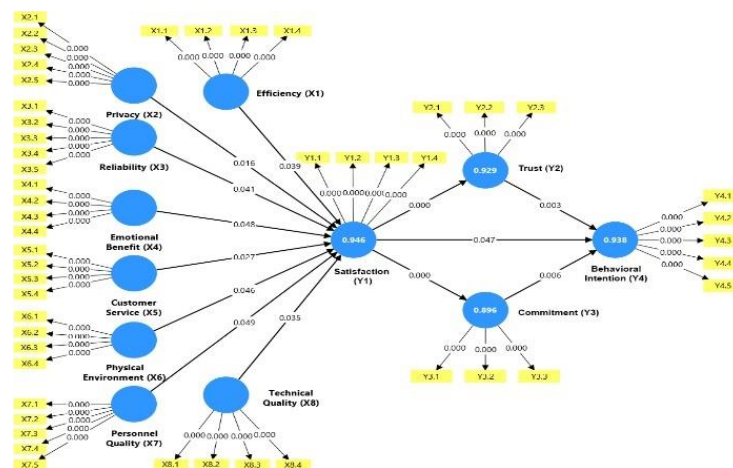 X2.1
X2.2
X2.3
X2.4
X2.5
0.000
0.000
0.000
0.000
0.000
Privacy (X2)
X1.1
X1.2
X1.3
X1.4
0.000
0.000
0.000
0.000
Efficiency (X1)
X3.1
X3.2
X3.3
X3.4
X3.5
0.000
0.000
0.000
0.000
0.000
Reliability (X3)
X4.1
X4.2
X4.3
X4.4
0.000
0.000
0.000
0.000
Emotional
Benefit (X4)
X5.1
X5.2
X5.3
X5.4
0.000
0.000
0.000
0.000
Customer
Service (X5)
X6.1
X6.2
X6.3
X6.4
0.000
0.000
0.000
0.000
Physical
Environment (X6)
X7.1
X7.2
X7.3
X7.4
X7.5
0.000
0.000
0.000
0.000
Personnel
Quality (X7)
Technical
Quality (X8)
0.000
0.000
0.000
0.000
X8.1
X8.2
X8.3
X8.4
0.016
0.039
0.041
0.048
0.027
0.046
0.049
0.035
Y1.1
Y1.2
Y1.3
Y1.4
0.000
0.000
0.000
0.946
Satisfaction
(Y1)
0.000
0.047
0.000
Y2.1
Y2.2
Y2.3
0.000
0.000
0.000
0.929
Trust (Y2)
0.003
0.896
Commitment (Y3)
0.006
0.000
0.000
0.000
Y3.1
Y3.2
Y3.3
0.938
Behavioral
Intention (Y4)
0.000
0.000
0.000
0.000
0.000
Y4.1
Y4.2
Y4.3
Y4.4
Y4.5